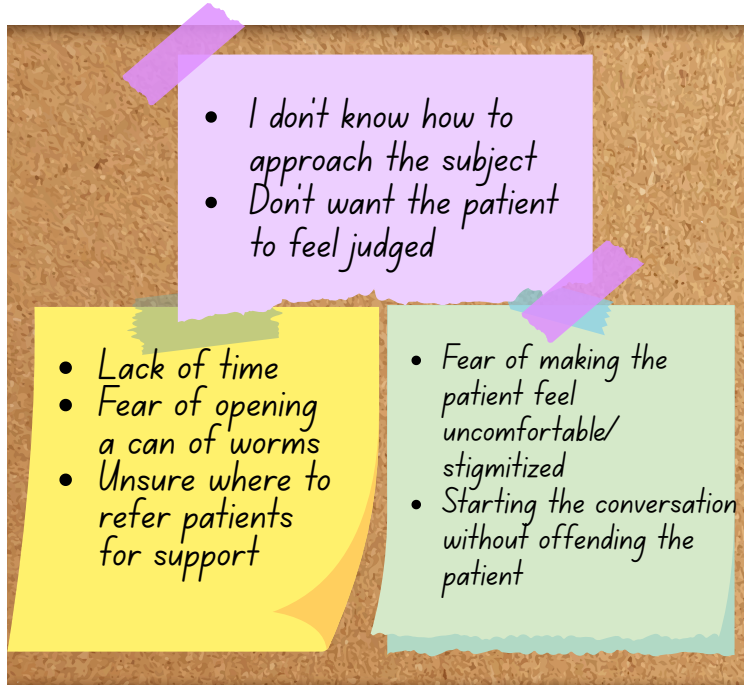 • I don't know how to
approach the subject
• Don't want the patient
to feel judged
• Lack of time
• Fear of opening
a can of worms
• Unsure where to
refer patients
for support
• Fear of making the
patient feel
uncomfortable/
stigmitized
• Starting the conversation
without offending the
patient